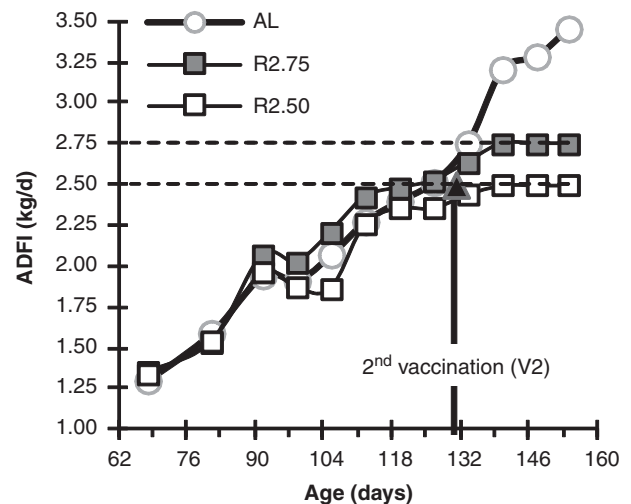 3.50
3.25
3.00
2.75
2.50
2.25
2.00
1.75
1.50
1.25
1.00
ADFI (kg/d)
AL
R2.75
R2.50
2nd vaccination (V2)
62 76 90 104 118 132 146 160
Age (days)